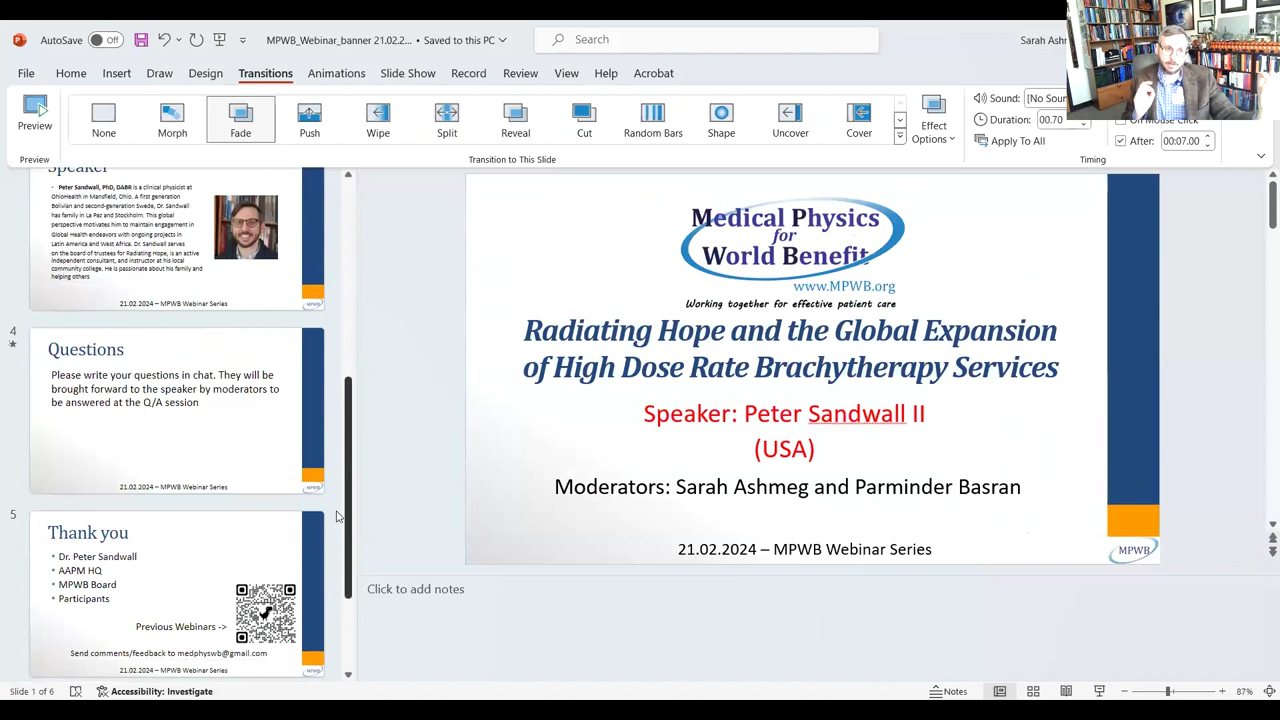 AutoSave Off MPWB_Webinar_banner 21.02.2... • Saved to this PC Search Sarah Ash
File Home Insert Draw Design Transitions Animations Slide Show Record Review View Help Acrobat
Preview None Morph Fade Push Wipe Split Reveal Cut Random Bars Shape Uncover Cover Effect Options
Sound: [No Soun
Duration: 00.70 On Mouse Click
Apply To All After: 00:07.00
Preview Transition to This Slide Timing
Speaker
Peter Sandwall, PhD, DABR is a clinical physicist at
OhioHealth in Mansfield, Ohio. A first generation
Bolivian and second-generation Swede, Dr. Sandwall
has family in La Paz and Stockholm. This global
perspective motivates him to maintain engagement in
Global Health endeavors with ongoing projects in
Latin America and West Africa. Dr. Sandwall serves
on the board of trustees for Radiating Hope, is an active
independent consultant, and instructor at his local
community college. He is passionate about his family and
helping others
21.02.2024 – MPWB Webinar Series
4
Questions
Please write your questions in chat. They will be
brought forward to the speaker by moderators to
be answered at the Q/A session
21.02.2024 – MPWB Webinar Series
5
Thank you
Dr. Peter Sandwall
AAPM HQ
MPWB Board
Participants
Previous Webinars ->
Send comments/feedback to medphyswb@gmail.com
21.02.2024 – MPWB Webinar Series
Medical Physics
for
World Benefit
www.MPWB.org
Working together for effective patient care
Radiating Hope and the Global Expansion
of High Dose Rate Brachytherapy Services
Speaker: Peter Sandwall II
(USA)
Moderators: Sarah Ashmeg and Parminder Basran
21.02.2024 – MPWB Webinar Series
MPWB
Click to add notes
Slide 1 of 6 Accessibility: Investigate Notes 87%